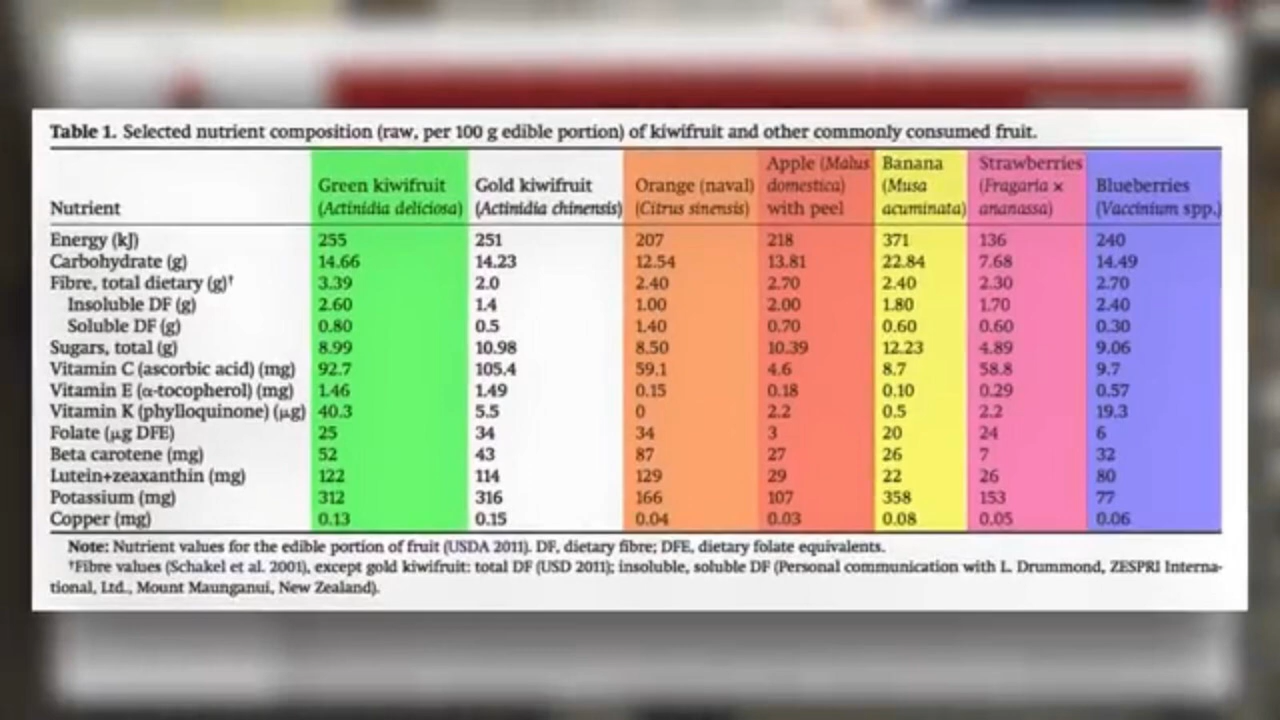 Table 1. Selected nutrient composition (raw, per 100 g edible portion) of kiwifruit and other commonly consumed fruit.
Nutrient Green kiwifruit (Actinidia deliciosa) Gold kiwifruit (Actinidia chinensis) Orange (naval) (Citrus sinensis) Apple (Malus domestica) with peel Banana (Musa acuminata) Strawberries (Fragaria × ananassa) Blueberries (Vaccinium spp.)
Energy (kJ) 255 251 207 218 371 136 240
Carbohydrate (g) 14.66 14.23 12.54 13.81 22.84 7.68 14.49
Fibre, total dietary (g)† 3.39 2.0 2.40 2.70 2.40 2.30 2.70
Insoluble DF (g) 2.60 1.4 1.00 2.00 1.80 1.70 2.40
Soluble DF (g) 0.80 0.5 1.40 0.70 0.60 0.60 0.30
Sugars, total (g) 8.99 10.98 8.50 10.39 12.23 4.89 9.06
Vitamin C (ascorbic acid) (mg) 92.7 105.4 59.1 4.6 8.7 58.8 9.7
Vitamin E (α-tocopherol) (mg) 1.46 1.49 0.15 0.18 0.10 0.29 0.57
Vitamin K (phylloquinone) (μg) 40.3 5.5 0 2.2 0.5 2.2 19.3
Folate (μg DFE) 25 34 34 3 20 24 6
Beta carotene (mg) 52 43 87 27 26 7 32
Lutein+zeaxanthin (mg) 122 114 129 29 22 26 80
Potassium (mg) 312 316 166 107 358 153 77
Copper (mg) 0.13 0.15 0.04 0.03 0.08 0.05 0.06
Note: Nutrient values for the edible portion of fruit (USDA 2011). DF, dietary fibre; DFE, dietary folate equivalents.
†Fibre values (Schakel et al. 2001), except gold kiwifruit: total DF (USD 2011); insoluble, soluble DF (Personal communication with L. Drummond, ZESPRI Interna-
tional, Ltd., Mount Maunganui, New Zealand).